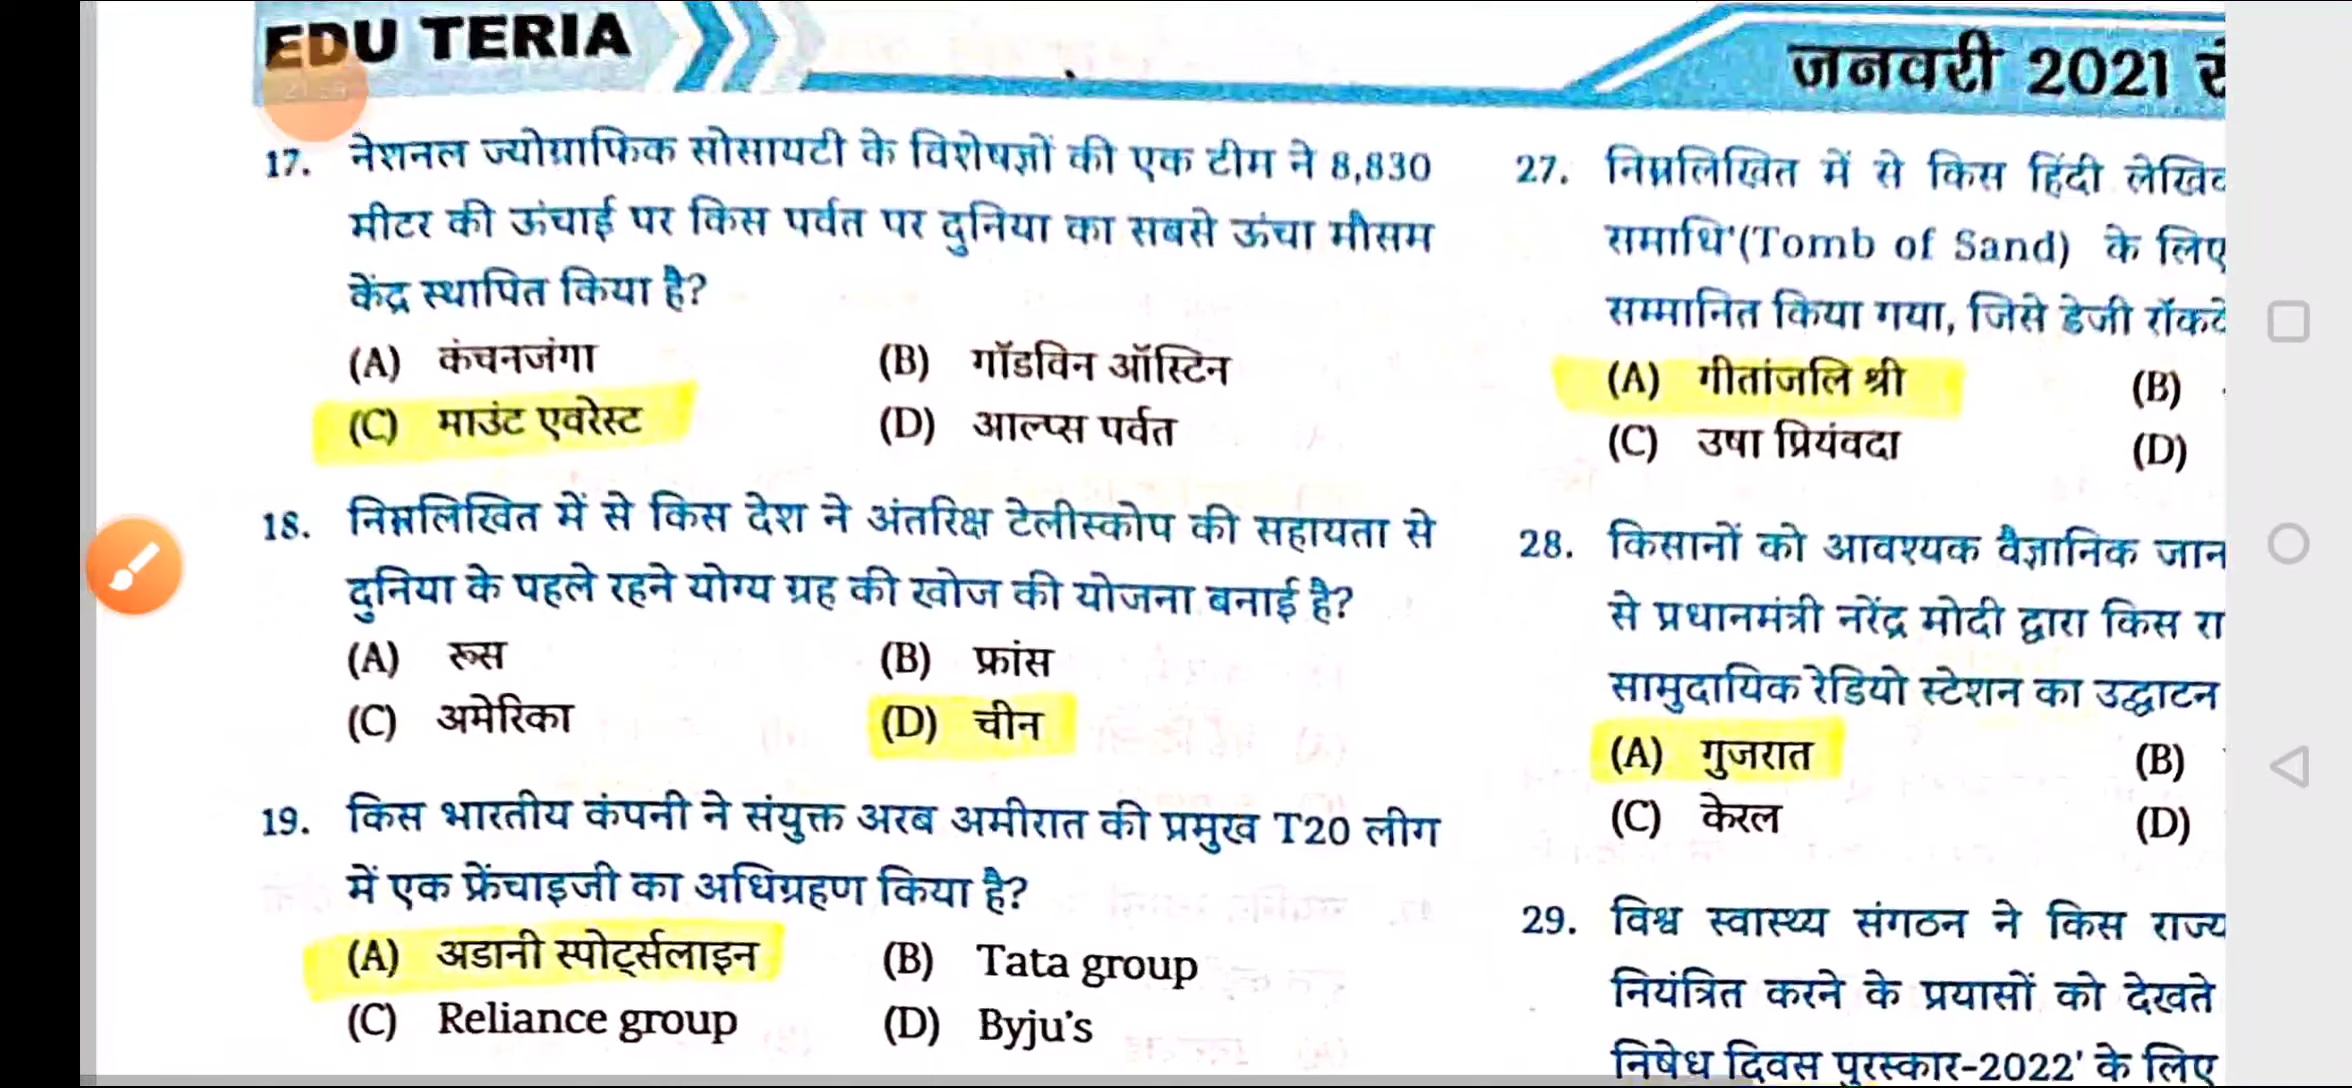 EDU TERIA
जनवरी 2021 से
17. नेशनल ज्योग्राफिक सोसायटी के विशेषज्ञों की एक टीम ने 8,830
मीटर की ऊंचाई पर किस पर्वत पर दुनिया का सबसे ऊंचा मौसम
केंद्र स्थापित किया है?
(A) कंचनजंगा (B) गॉडविन ऑस्टिन
(C) माउंट एवरेस्ट (D) आल्प्स पर्वत
18. निम्नलिखित में से किस देश ने अंतरिक्ष टेलीस्कोप की सहायता से
दुनिया के पहले रहने योग्य ग्रह की खोज की योजना बनाई है?
(A) रूस (B) फ्रांस
(C) अमेरिका (D) चीन
19. किस भारतीय कंपनी ने संयुक्त अरब अमीरात की प्रमुख T20 लीग
में एक फ्रेंचाइजी का अधिग्रहण किया है?
(A) अडानी स्पोर्ट्सलाइन (B) Tata group
(C) Reliance group (D) Byju's
27. निम्नलिखित में से किस हिंदी
समाधि'(Tomb of Sand) के लिए
सम्मानित किया गया, जिसे डेजी
(A) गीतांजलि श्री (B)
(C) उषा प्रियंवदा (D)
28. किसानों को आवश्यक वैज्ञानिक
से प्रधानमंत्री नरेंद्र मोदी द्वारा किस
सामुदायिक रेडियो स्टेशन का उद्घाटन
(A) गुजरात (B)
(C) केरल (D)
29. विश्व स्वास्थ्य संगठन ने किस राज्य
नियंत्रित करने के प्रयासों को देखते
निषेध दिवस पुरस्कार-2022' के लिए